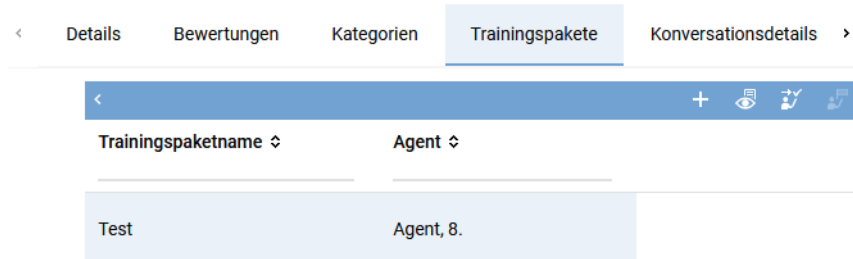 Details Bewertungen Kategorien Trainingspakete Konversationsdetails
Trainingspaketname Agent
Test Agent, 8.